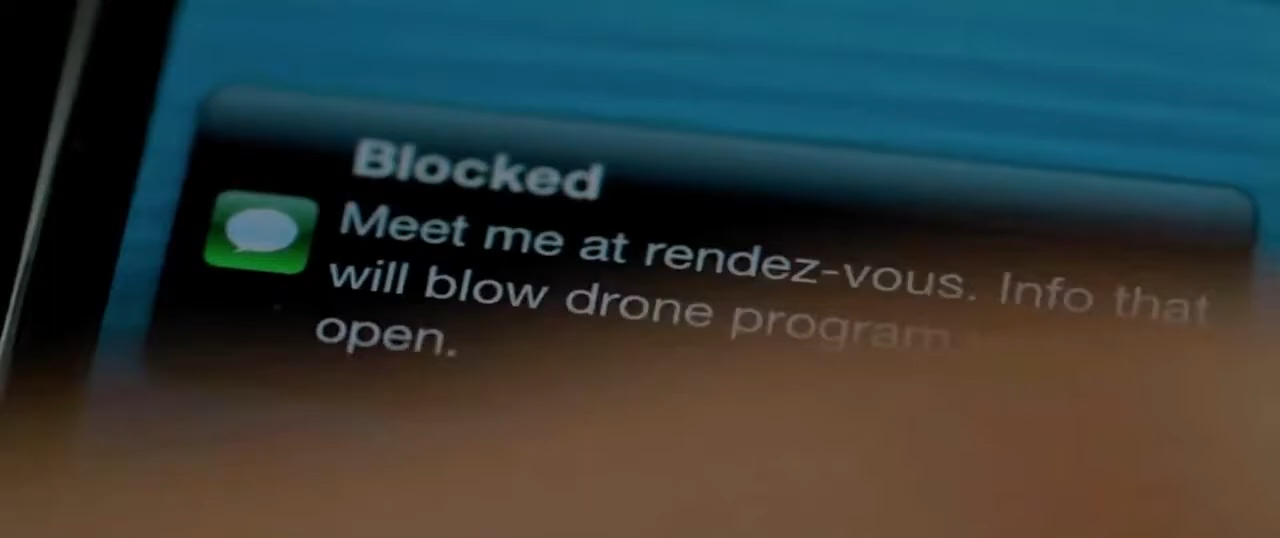 Blocked
Meet me at rendez-vous. Info that
will blow drone program
open.